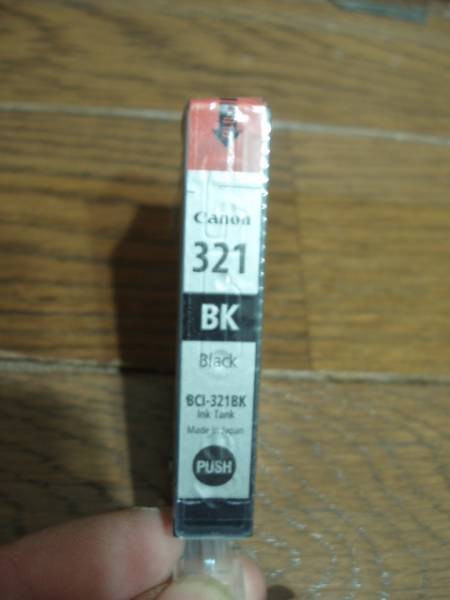 Canon
321
BK
Black
BCI-321BK
Ink Tank
Made in Japan
PUSH